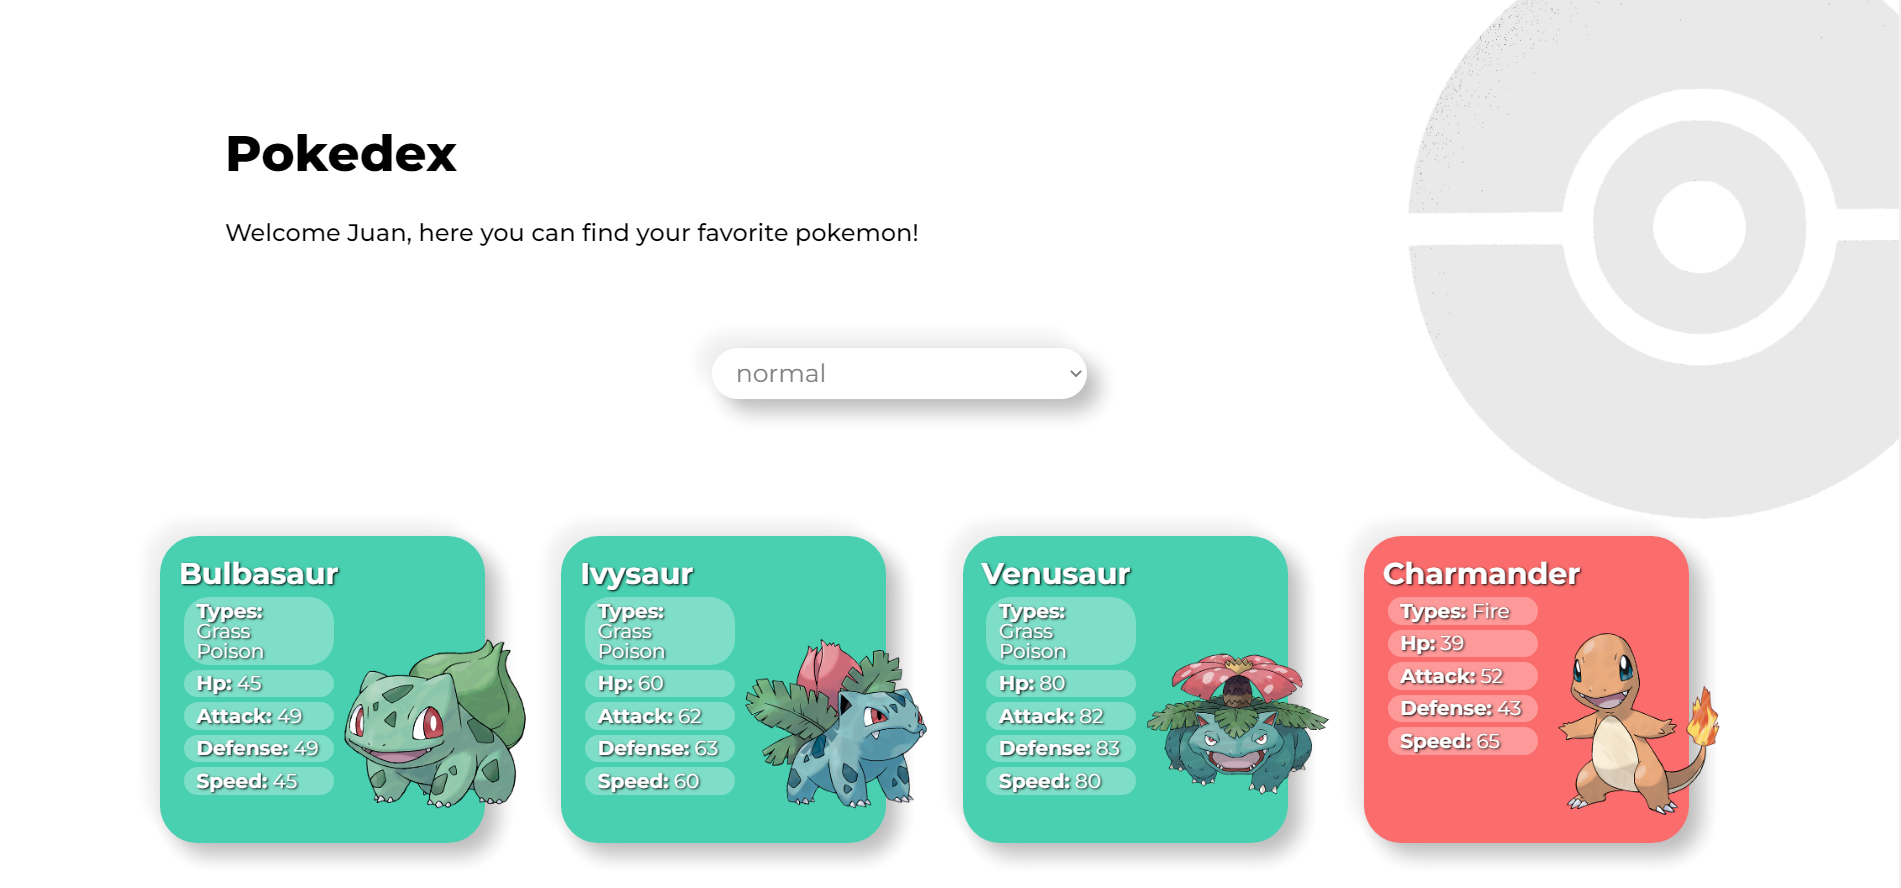 Pokedex
Welcome Juan, here you can find your favorite pokemon!
normal
Bulbasaur
Types:
Grass
Poison
Hp: 45
Attack: 49
Defense: 49
Speed: 45
Ivysaur
Types:
Grass
Poison
Hp: 60
Attack: 62
Defense: 63
Speed: 60
Venusaur
Types:
Grass
Poison
Hp: 80
Attack: 82
Defense: 83
Speed: 80
Charmander
Types: Fire
Hp: 39
Attack: 52
Defense: 43
Speed: 65